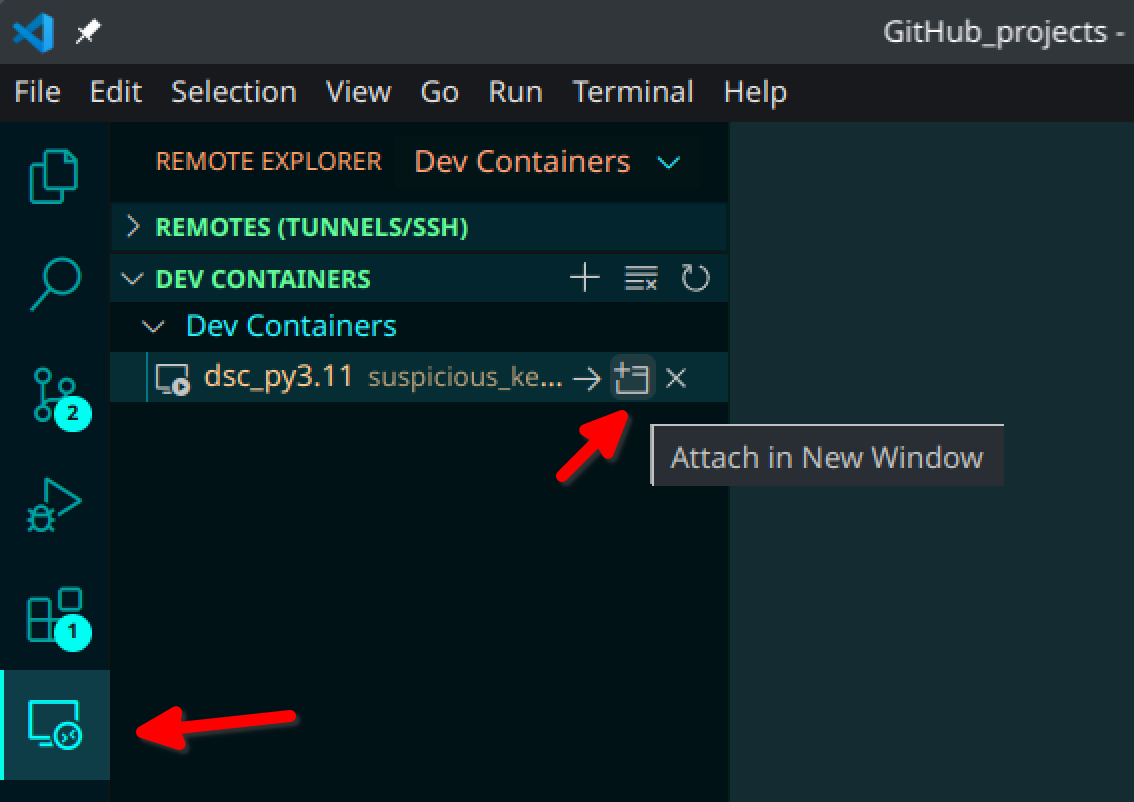 GitHub_projects -
File Edit Selection View Go Run Terminal Help
REMOTE EXPLORER Dev Containers
REMOTES (TUNNELS/SSH)
DEV CONTAINERS
Dev Containers
dsc_py3.11 suspicious_ke...
Attach in New Window
2
1